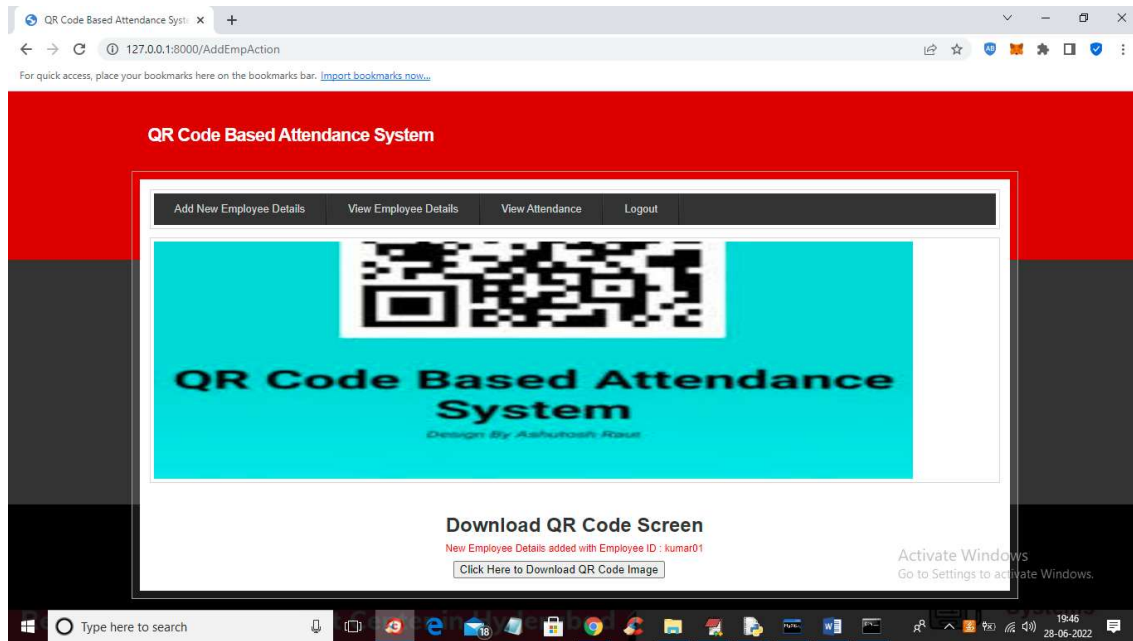 QR Code Based Attendance Syst
127.0.0.1:8000/AddEmpAction
For quick access, place your bookmarks here on the bookmarks bar. Import bookmarks now...
QR Code Based Attendance System
Add New Employee Details View Employee Details View Attendance Logout
QR Code Based Attendance
System
Design By Ashutosh Raut
Download QR Code Screen
New Employee Details added with Employee ID : kumar01
Click Here to Download QR Code Image
Activate Windows
Go to Settings to activate Windows.
Type here to search
18
19:46
28-06-2022